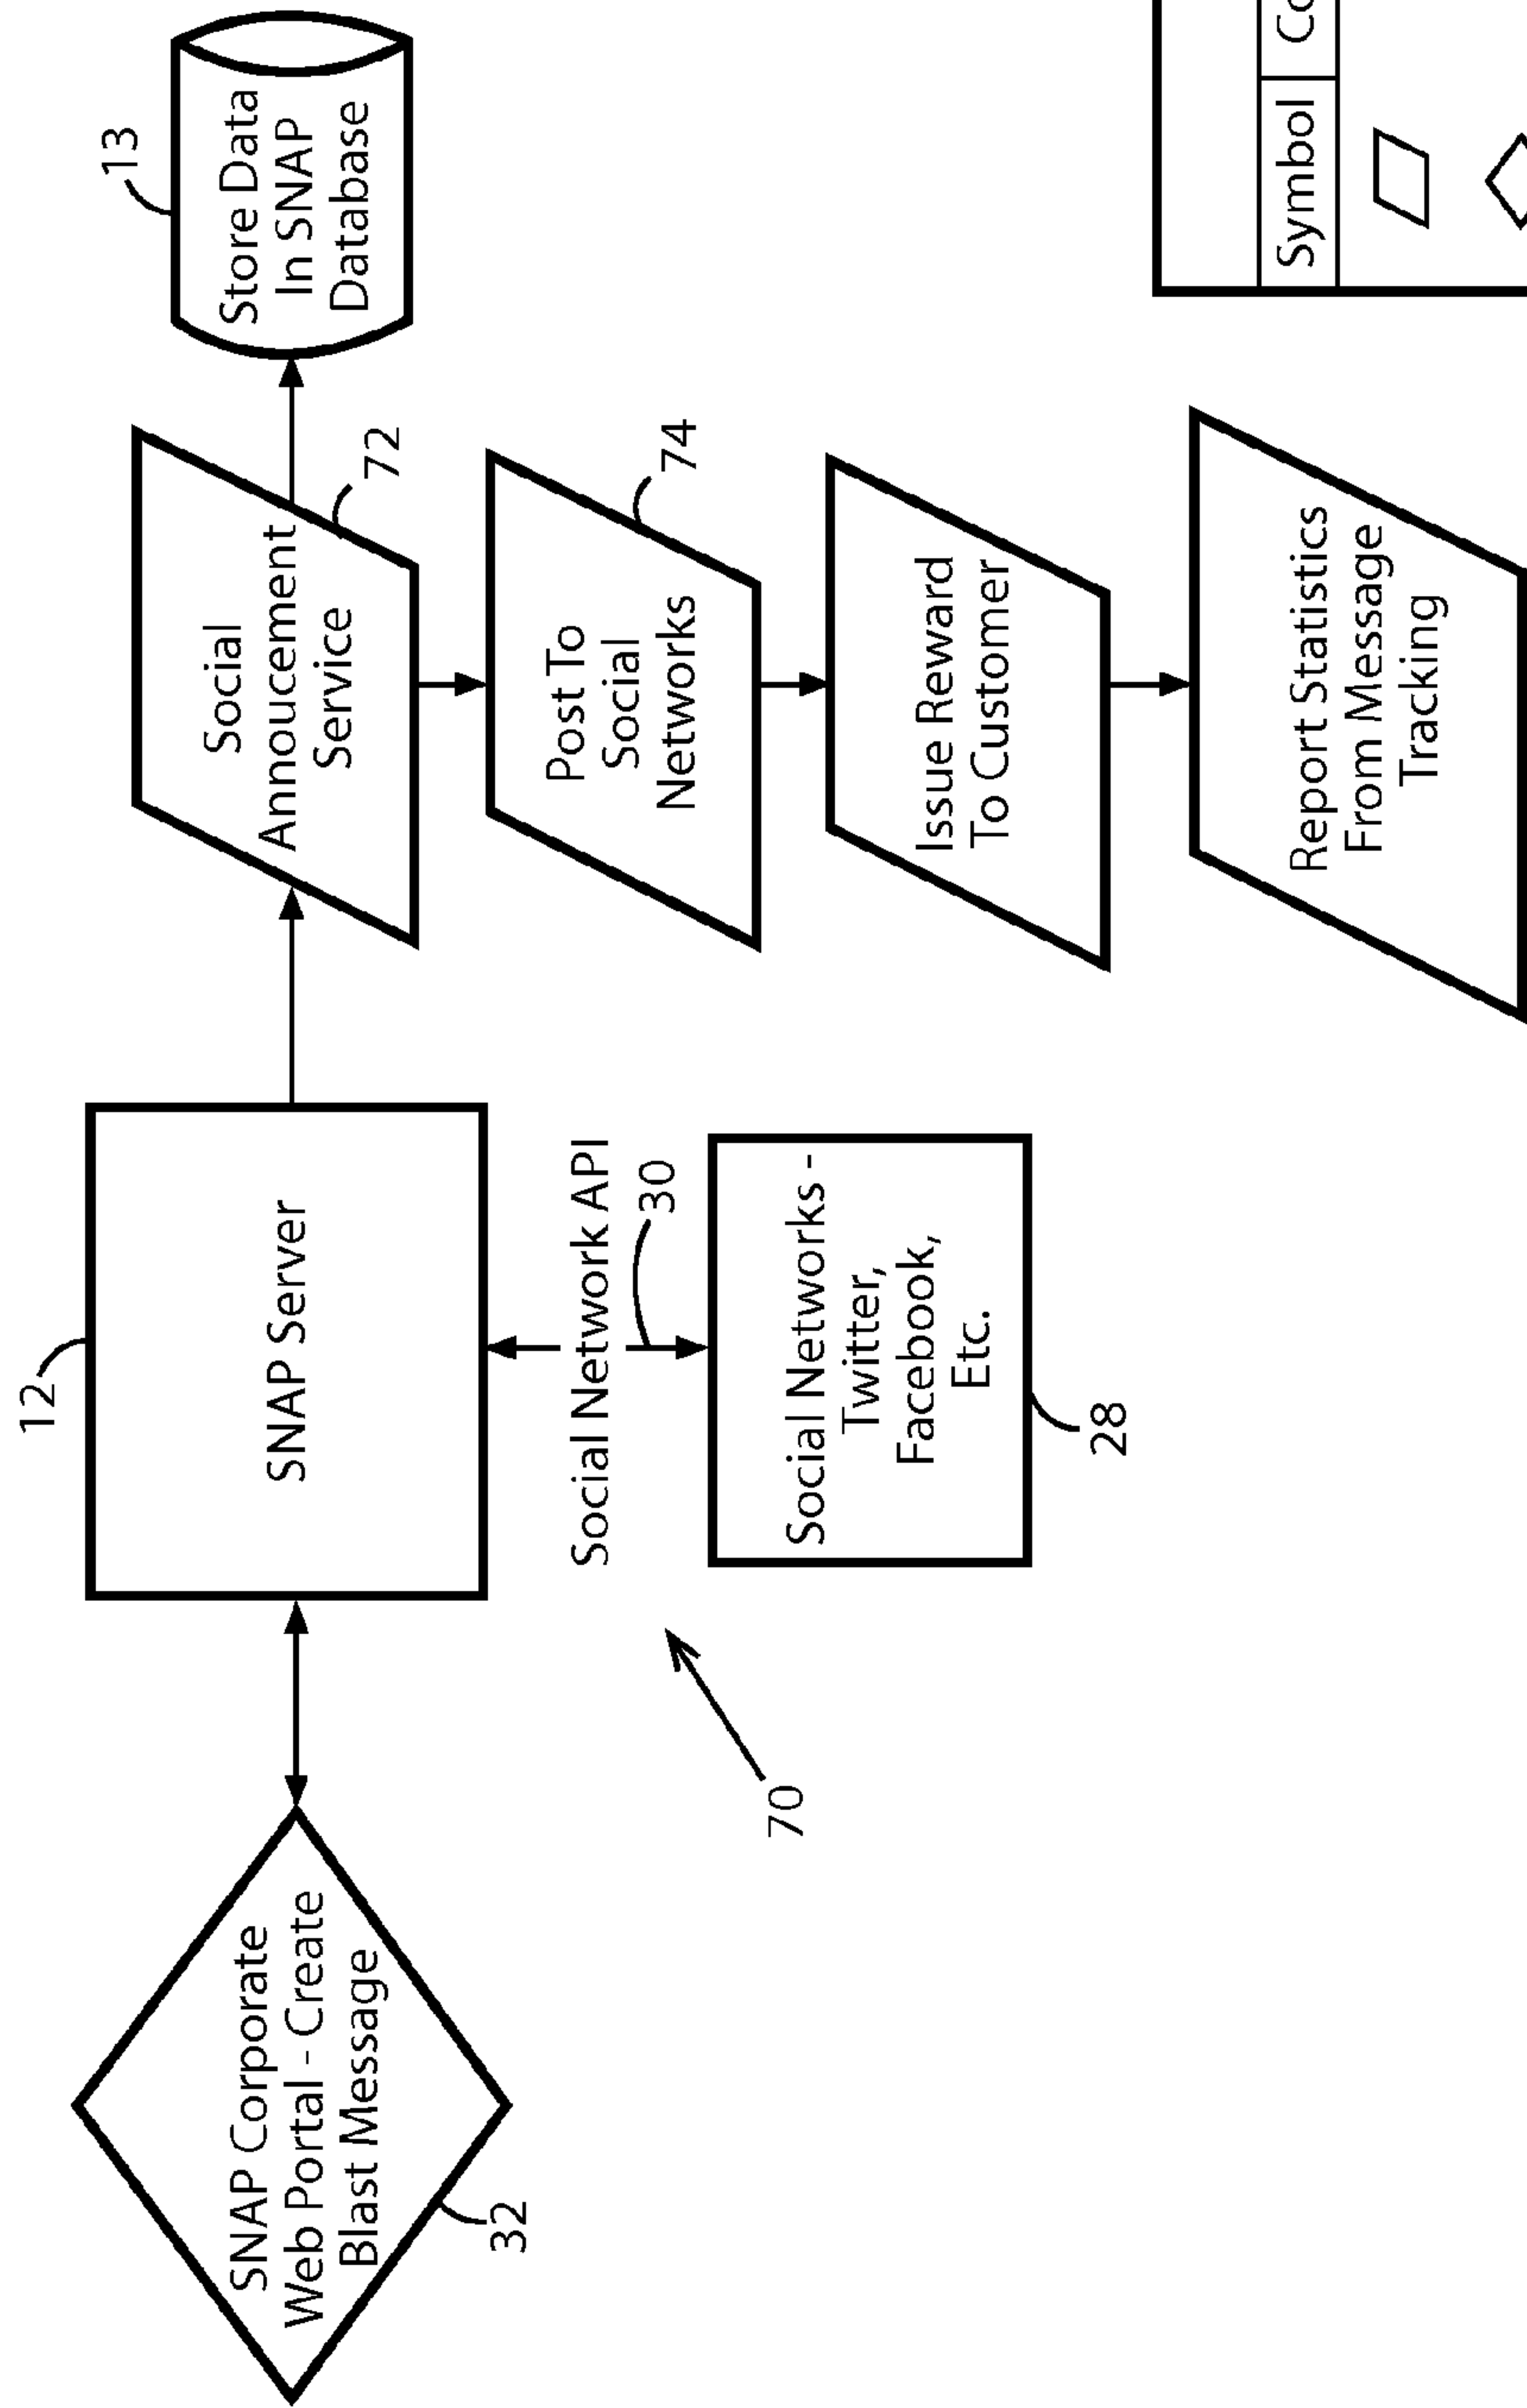 12
SNAP Corporate
Web Portal - Create
Blast Message
32
SNAP Server
Social Network API
30
Social Networks -
Twitter,
Facebook,
Etc.
28
70
Social
Annoucement
Service
72
13
Store Data
In SNAP
Database
Post To
Social
Networks
74
Issue Reward
To Customer
Report Statistics
From Message
Tracking
Symbol